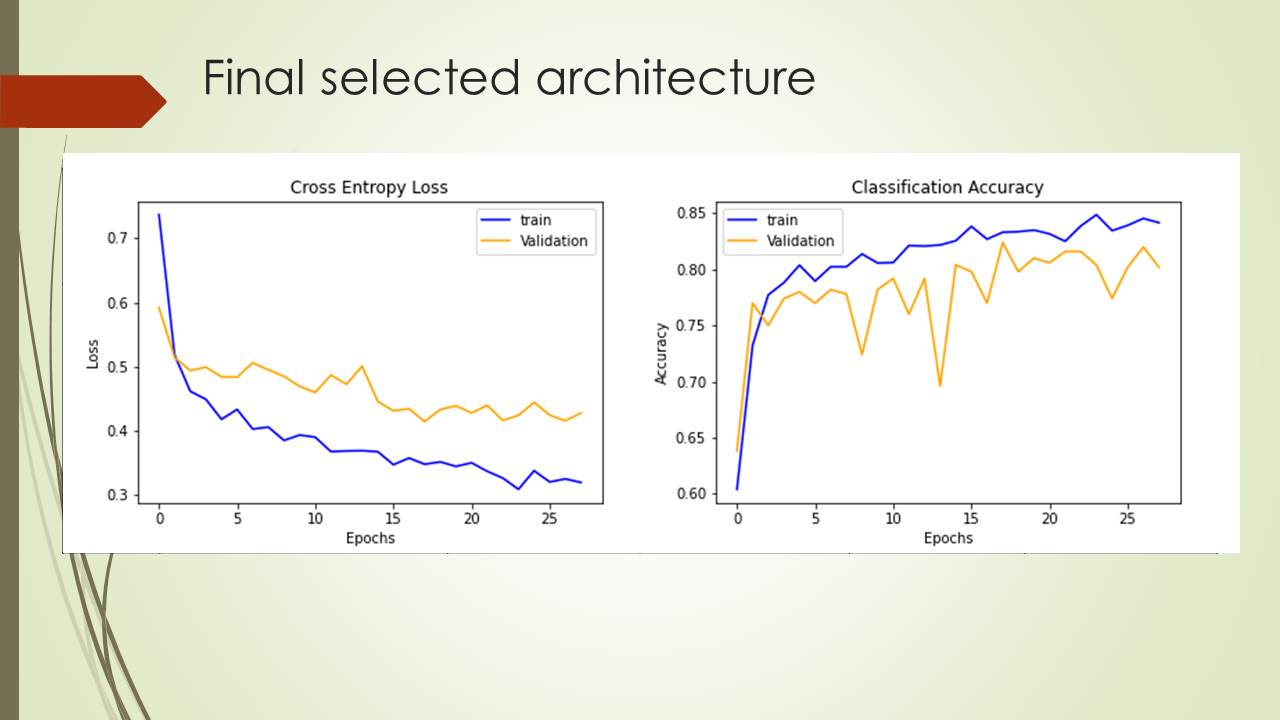 Final selected architecture
Cross Entropy Loss
train
Validation
0.7
0.6
0.5
0.4
0.3
Loss
0 5 10 15 20 25
Epochs
Classification Accuracy
train
Validation
0.85
0.80
0.75
0.70
0.65
0.60
Accuracy
0 5 10 15 20 25
Epochs